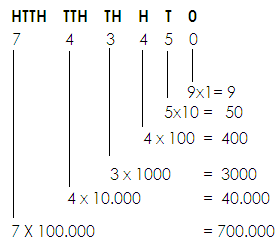 HTTH TTH TH H T O
7 4 3 4 5 0
9x1= 9
5x10 = 50
4 x 100 = 400
3 x 1000 = 3000
4 x 10.000 = 40.000
7 X 100.000 = 700.000